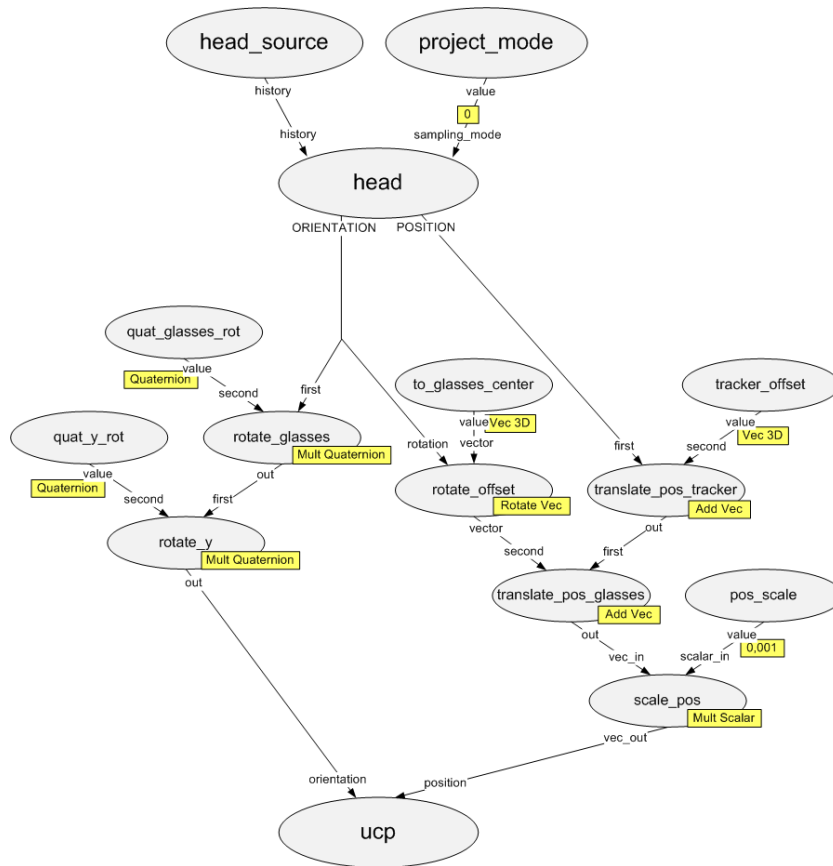 head_source
project_mode
history
value
0
history
sampling_mode
head
ORIENTATION
POSITION
quat_glasses_rot
to_glasses_center
tracker_offset
value
Quaternion
second
first
value
Vec 3D
vector
value
Vec 3D
quat_y_rot
rotate_glasses
Mult Quaternion
rotation
first
second
value
Quaternion
out
second
first
rotate_offset
Rotate Vec
translate_pos_tracker
Add Vec
rotate_y
Mult Quaternion
vector
out
second
first
out
translate_pos_glasses
Add Vec
pos_scale
out
value
0,001
vec_in
scalar_in
scale_pos
Mult Scalar
vec_out
orientation
position
ucp